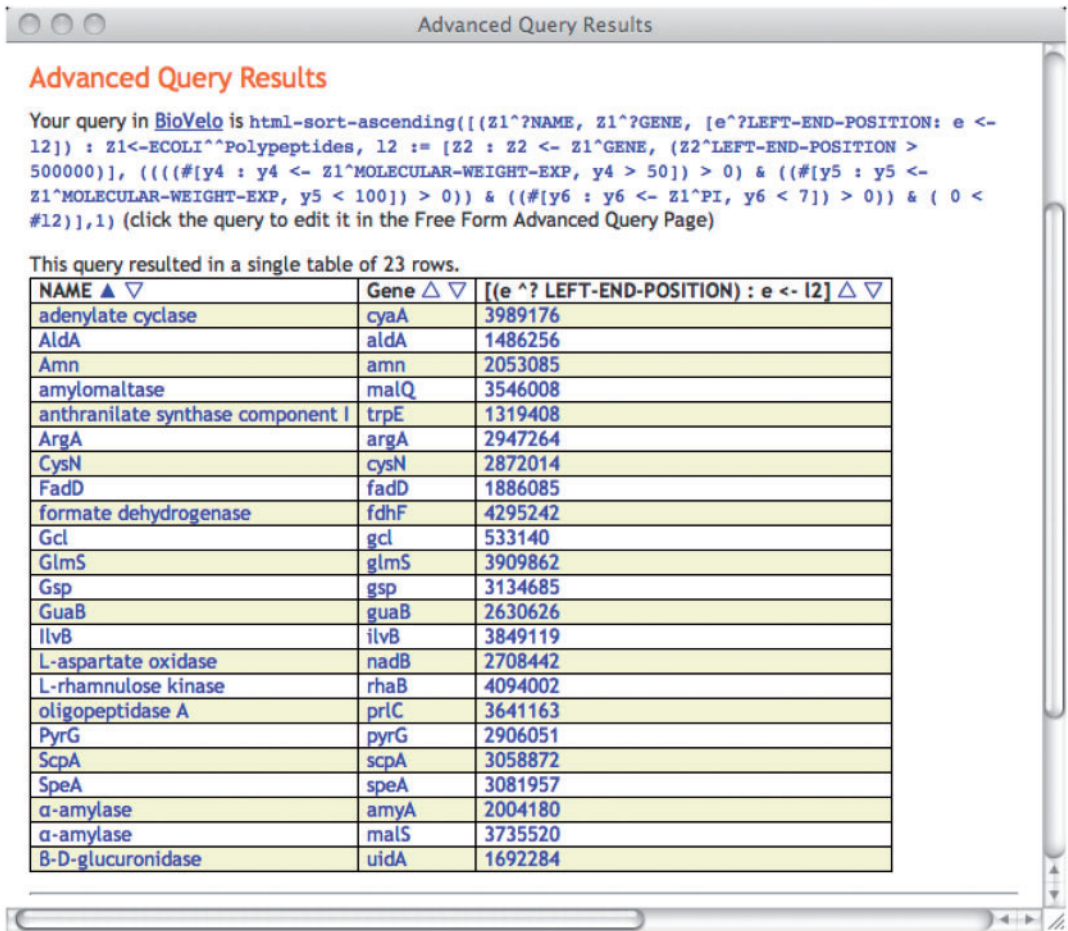 Advanced Query Results
Advanced Query Results
Your query in BioVelo is html-sort-ascending([(Z1^?NAME, Z1^?GENE, [e^?LEFT-END-POSITION: e <-
l2]) : Z1<-ECOLI^^Polypeptides, l2 := [Z2 : Z2 <- Z1^GENE, (Z2^LEFT-END-POSITION >
500000)], ((((#[y4 : y4 <- Z1^MOLECULAR-WEIGHT-EXP, y4 > 50]) > 0) & ((#[y5 : y5 <-
Z1^MOLECULAR-WEIGHT-EXP, y5 < 100]) > 0)) & ((#[y6 : y6 <- Z1^PI, y6 < 7]) > 0)) & ( 0 <
#l2)],1) (click the query to edit it in the Free Form Advanced Query Page)
This query resulted in a single table of 23 rows.
NAME ▲ ▽ Gene △ ▽ [(e ^? LEFT-END-POSITION) : e <- l2] △ ▽
adenylate cyclase cyaA 3989176
AldA aldA 1486256
Amn amn 2053085
amylomaltase malQ 3546008
anthranilate synthase component I trpE 1319408
ArgA argA 2947264
CysN cysN 2872014
FadD fadD 1886085
formate dehydrogenase fdhF 4295242
Gcl gcl 533140
GlmS glmS 3909862
Gsp gsp 3134685
GuaB guaB 2630626
IlvB ilvB 3849119
L-aspartate oxidase nadB 2708442
L-rhamnulose kinase rhaB 4094002
oligopeptidase A prlC 3641163
PyrG pyrG 2906051
ScpA scpA 3058872
SpeA speA 3081957
α-amylase amyA 2004180
α-amylase malS 3735520
β-D-glucuronidase uidA 1692284